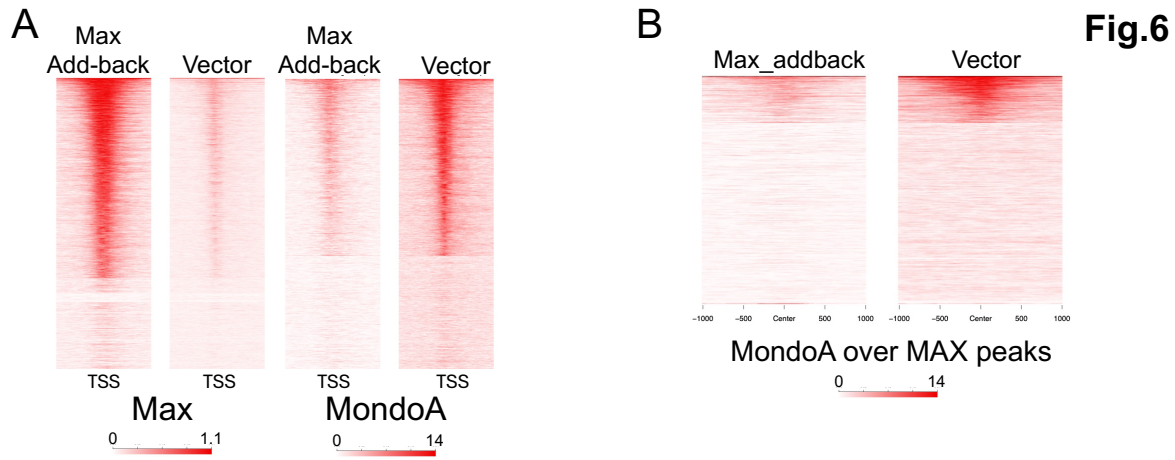 A
B
Fig.6
Max
Add-back
Vector
Max
Add-back
Vector
Max_addback
Vector
TSS
TSS
TSS
TSS
Max
MondoA
0
1.1
0
14
-1000
-500
Center
500
1000
-1000
-500
Center
500
1000
MondoA over MAX peaks
0
14